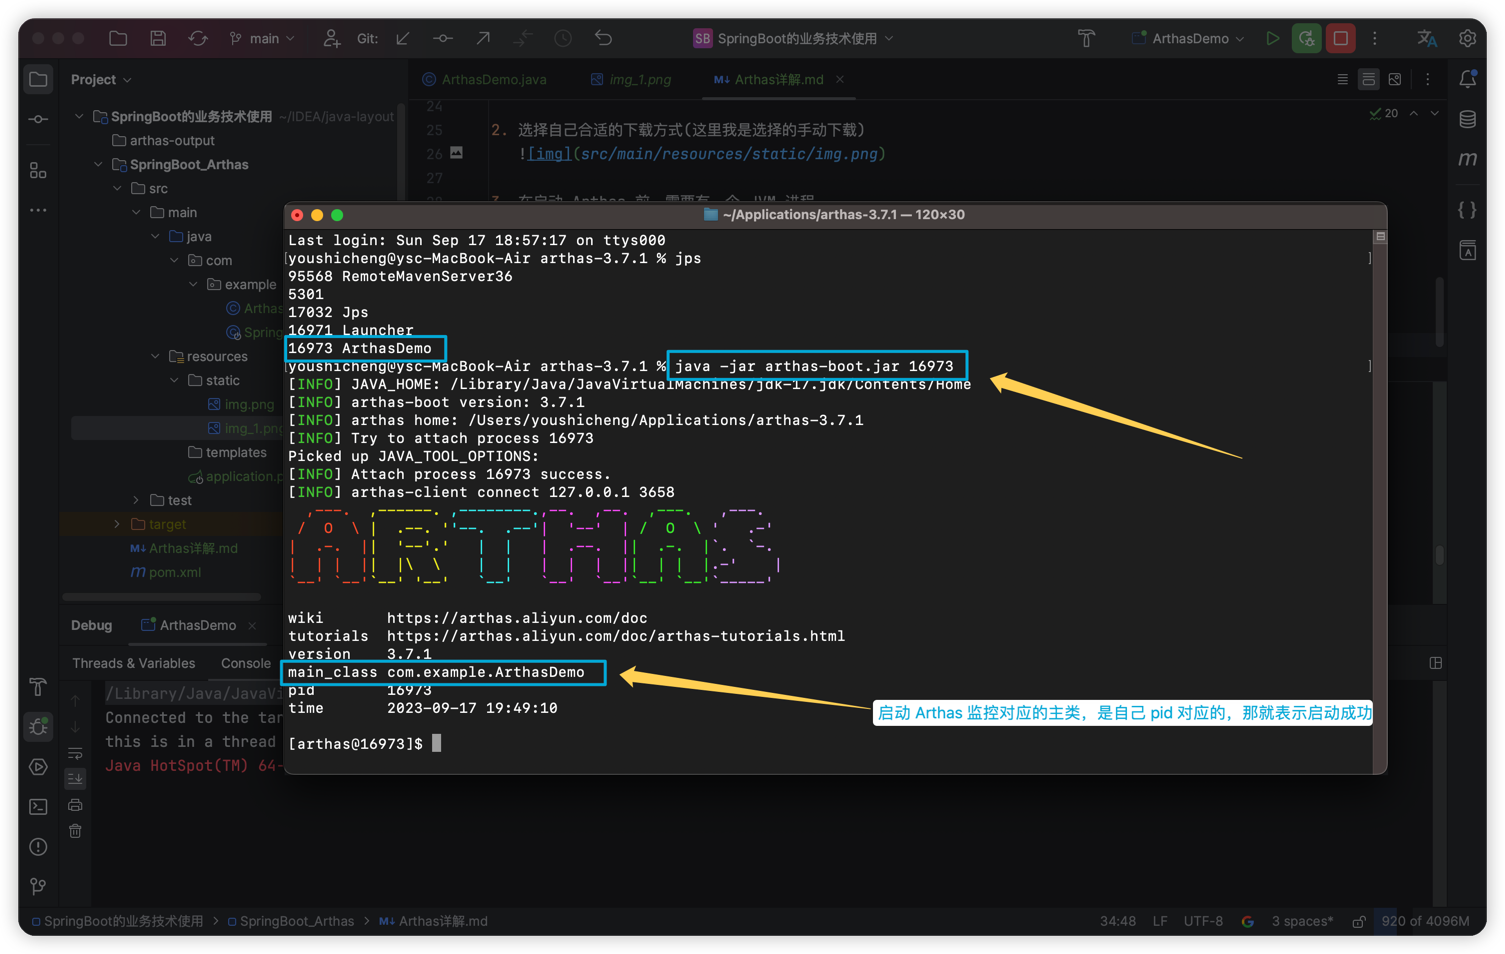 main
Git:
SB SpringBoot的业务技术使用
ArthasDemo
Project
ArthasDemo.java
img_1.png
M↓ Arthas详解.md
SpringBoot的业务技术使用 ~/IDEA/java-layout
arthas-output
SpringBoot_Arthas
src
main
java
com
example
Arthas
Spring
resources
static
img.png
img_1.png
templates
application.p
test
target
M↓ Arthas详解.md
m pom.xml
24
25 2. 选择自己合适的下载方式(这里我是选择的手动下载)
26 ![img](src/main/resources/static/img.png)
27
20
~/Applications/arthas-3.7.1 — 120×30
Last login: Sun Sep 17 18:57:17 on ttys000
[youshicheng@ysc-MacBook-Air arthas-3.7.1 % jps ]
95568 RemoteMavenServer36
5301
17032 Jps
16971 Launcher
16973 ArthasDemo
[youshicheng@ysc-MacBook-Air arthas-3.7.1 % java -jar arthas-boot.jar 16973 ]
[INFO] JAVA_HOME: /Library/Java/JavaVirtualMachines/jdk-17.jdk/Contents/Home
[INFO] arthas-boot version: 3.7.1
[INFO] arthas home: /Users/youshicheng/Applications/arthas-3.7.1
[INFO] Try to attach process 16973
Picked up JAVA_TOOL_OPTIONS:
[INFO] Attach process 16973 success.
[INFO] arthas-client connect 127.0.0.1 3658
ARTHAS
wiki https://arthas.aliyun.com/doc
tutorials https://arthas.aliyun.com/doc/arthas-tutorials.html
version 3.7.1
main_class com.example.ArthasDemo
pid 16973
time 2023-09-17 19:49:10
启动 Arthas 监控对应的主类，是自己 pid 对应的，那就表示启动成功
[arthas@16973]$
Debug
ArthasDemo
Threads & Variables
Console
/Library/Java/JavaVi
Connected to the tar
this is in a thread
Java HotSpot(TM) 64-
SpringBoot的业务技术使用 > SpringBoot_Arthas > M↓ Arthas详解.md
34:48 LF UTF-8 3 spaces* 920 of 4096M